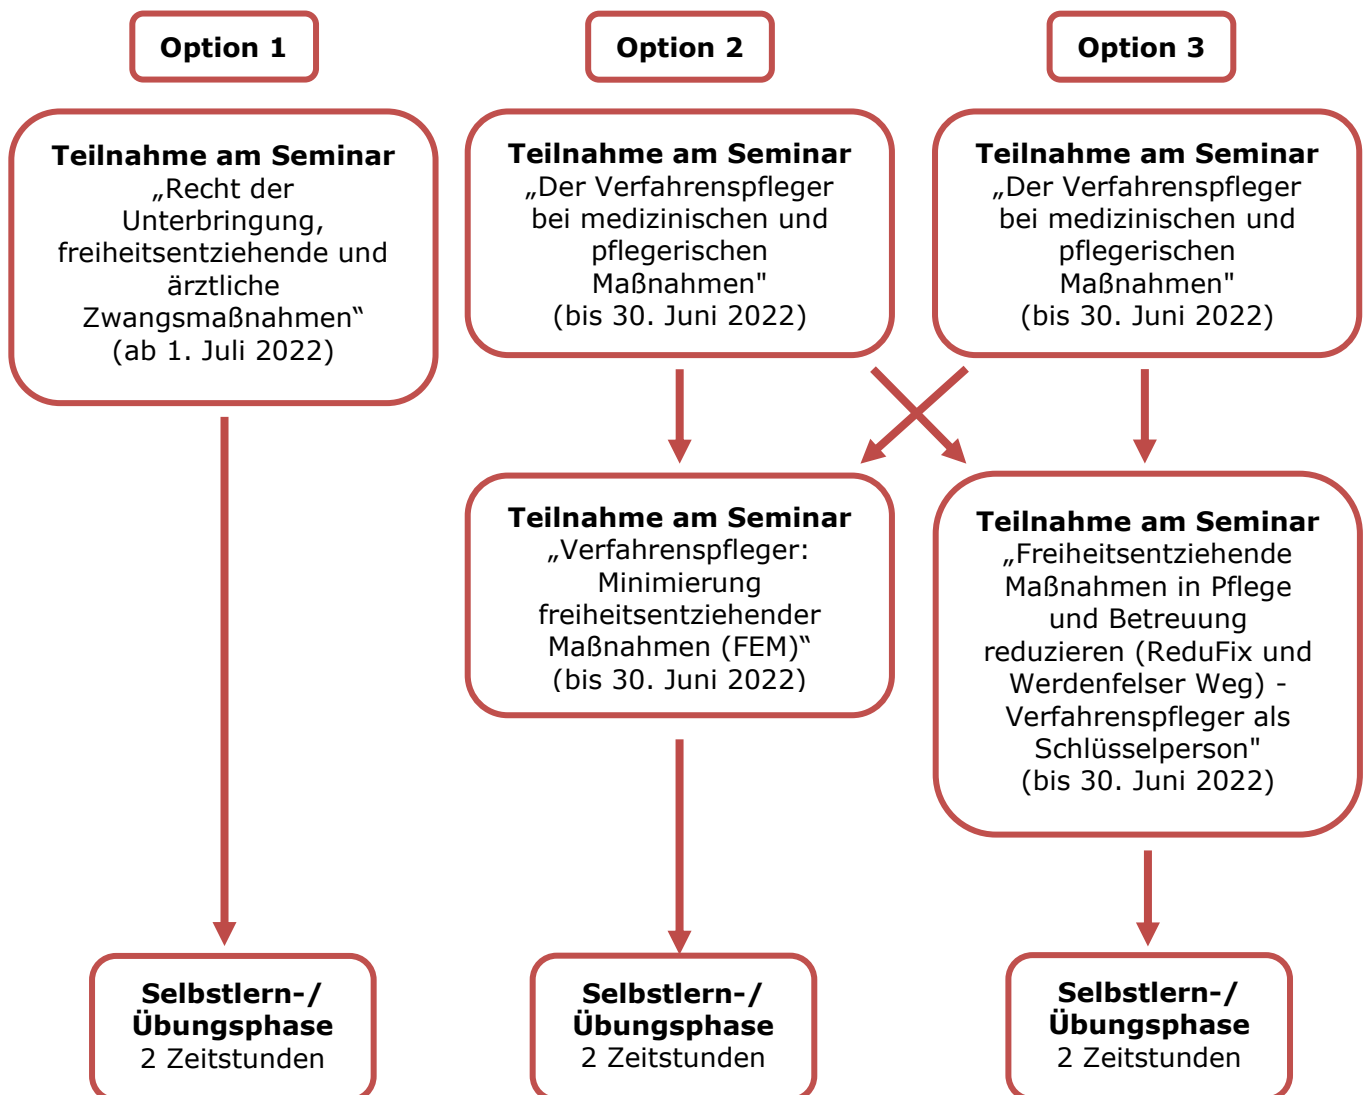 Option 1
Option 2
Option 3
Teilnahme am Seminar
„Recht der
Unterbringung,
freiheitsentziehende und
ärztliche
Zwangsmaßnahmen“
(ab 1. Juli 2022)
Teilnahme am Seminar
„Der Verfahrenspfleger
bei medizinischen und
pflegerischen
Maßnahmen"
(bis 30. Juni 2022)
Teilnahme am Seminar
„Der Verfahrenspfleger
bei medizinischen und
pflegerischen
Maßnahmen"
(bis 30. Juni 2022)
Teilnahme am Seminar
„Verfahrenspfleger:
Minimierung
freiheitsentziehender
Maßnahmen (FEM)“
(bis 30. Juni 2022)
Teilnahme am Seminar
„Freiheitsentziehende
Maßnahmen in Pflege
und Betreuung
reduzieren (ReduFix und
Werdenfelser Weg) -
Verfahrenspfleger als
Schlüsselperson"
(bis 30. Juni 2022)
Selbstlern-/
Übungsphase
2 Zeitstunden
Selbstlern-/
Übungsphase
2 Zeitstunden
Selbstlern-/
Übungsphase
2 Zeitstunden